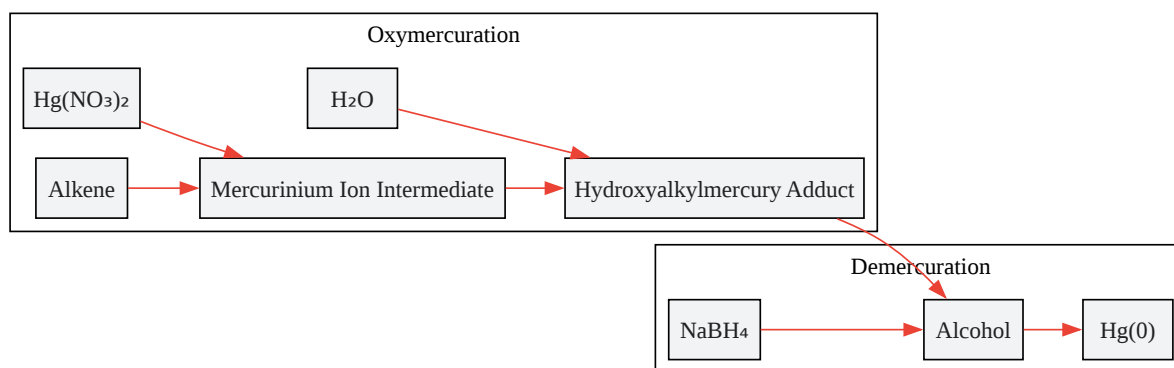 Oxymercuration
Hg(NO₃)₂
H₂O
Alkene
Mercurinium Ion Intermediate
Hydroxyalkylmercury Adduct
Demercuration
NaBH₄
Alcohol
Hg(0)